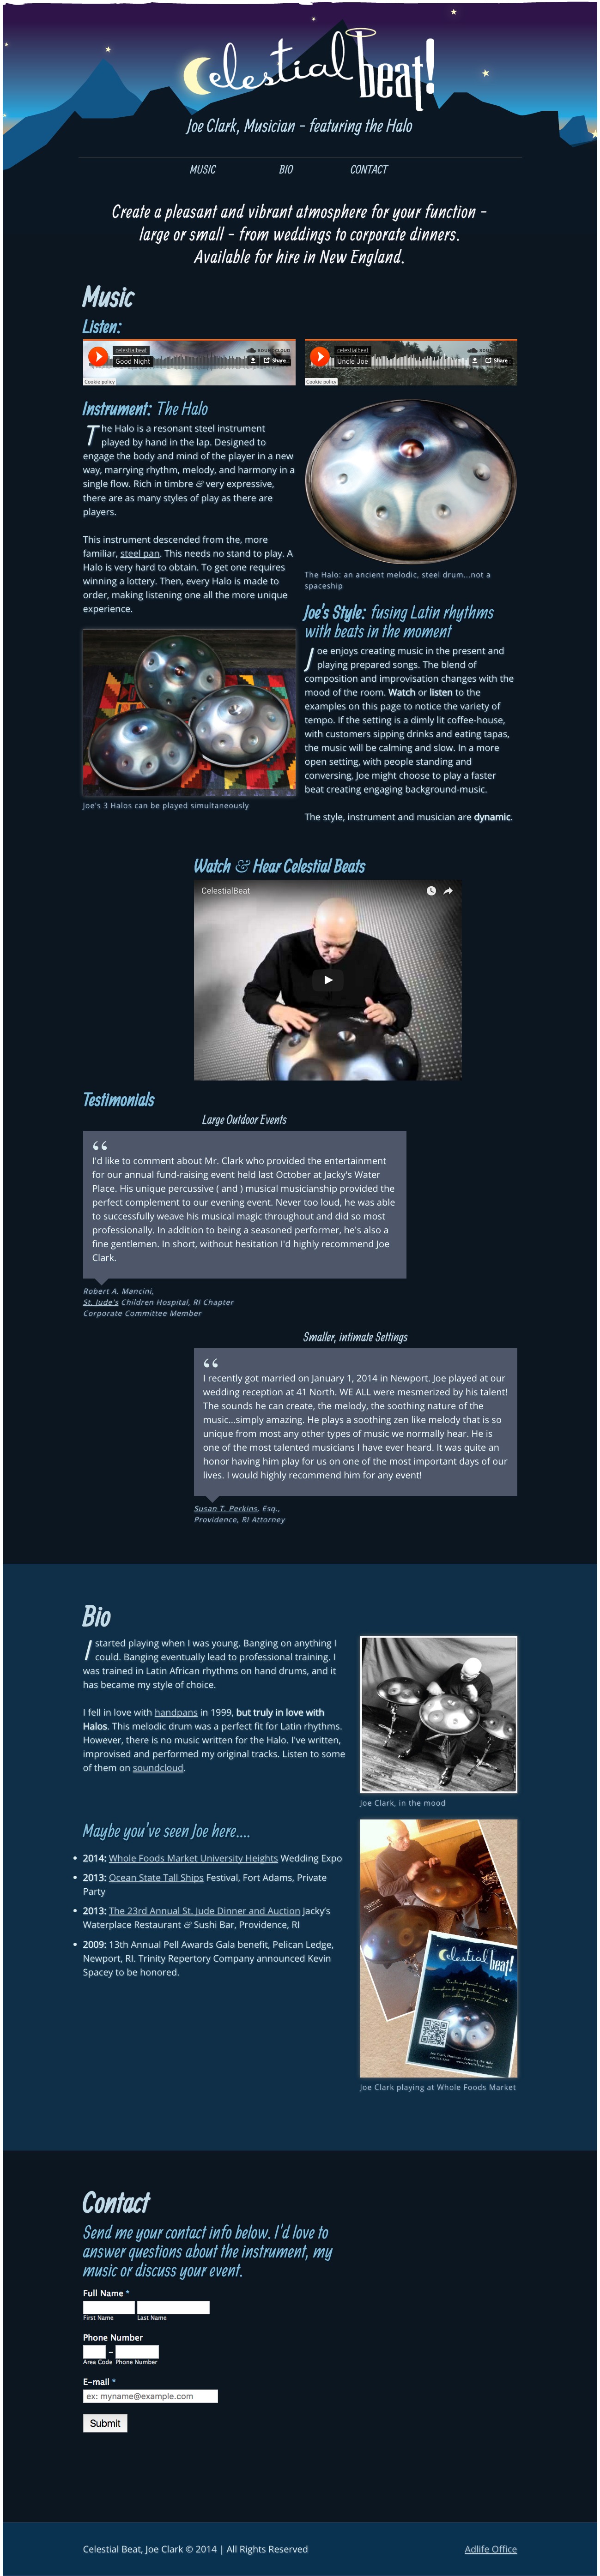 Celestial beat!
Joe Clark, Musician - featuring the Halo
MUSIC BIO CONTACT
Create a pleasant and vibrant atmosphere for your function -
large or small - from weddings to corporate dinners.
Available for hire in New England.
Music
Listen:
celestialbeat
Good Night
SOUNDCLOUD
Share
Cookie policy
celestialbeat
Uncle Joe
Share
Cookie policy
Instrument: The Halo
The Halo is a resonant steel instrument
played by hand in the lap. Designed to
engage the body and mind of the player in a new
way, marrying rhythm, melody, and harmony in a
single flow. Rich in timbre & very expressive,
there are as many styles of play as there are
players.
This instrument descended from the, more
familiar, steel pan. This needs no stand to play. A
Halo is very hard to obtain. To get one requires
winning a lottery. Then, every Halo is made to
order, making listening one all the more unique
experience.
Joe's 3 Halos can be played simultaneously
The Halo: an ancient melodic, steel drum...not a
spaceship
Joe's Style: fusing Latin rhythms
with beats in the moment
Joe enjoys creating music in the present and
playing prepared songs. The blend of
composition and improvisation changes with the
mood of the room. Watch or listen to the
examples on this page to notice the variety of
tempo. If the setting is a dimly lit coffee-house,
with customers sipping drinks and eating tapas,
the music will be calming and slow. In a more
open setting, with people standing and
conversing, Joe might choose to play a faster
beat creating engaging background-music.
The style, instrument and musician are dynamic.
Watch & Hear Celestial Beats
CelestialBeat
Testimonials
Large Outdoor Events
“
I'd like to comment about Mr. Clark who provided the entertainment
for our annual fund-raising event held last October at Jacky's Water
Place. His unique percussive ( and ) musical musicianship provided the
perfect complement to our evening event. Never too loud, he was able
to successfully weave his musical magic throughout and did so most
professionally. In addition to being a seasoned performer, he's also a
fine gentlemen. In short, without hesitation I'd highly recommend Joe
Clark.
Robert A. Mancini,
St. Jude's Children Hospital, RI Chapter
Corporate Committee Member
Smaller, intimate Settings
“
I recently got married on January 1, 2014 in Newport. Joe played at our
wedding reception at 41 North. WE ALL were mesmerized by his talent!
The sounds he can create, the melody, the soothing nature of the
music...simply amazing. He plays a soothing zen like melody that is so
unique from most any other types of music we normally hear. He is
one of the most talented musicians I have ever heard. It was quite an
honor having him play for us on one of the most important days of our
lives. I would highly recommend him for any event!
Susan T. Perkins, Esq.,
Providence, RI Attorney
Bio
I started playing when I was young. Banging on anything I
could. Banging eventually lead to professional training. I
was trained in Latin African rhythms on hand drums, and it
has became my style of choice.
I fell in love with handpans in 1999, but truly in love with
Halos. This melodic drum was a perfect fit for Latin rhythms.
However, there is no music written for the Halo. I've written,
improvised and performed my original tracks. Listen to some
of them on soundcloud.
Joe Clark, in the mood
Maybe you've seen Joe here....
• 2014: Whole Foods Market University Heights Wedding Expo
• 2013: Ocean State Tall Ships Festival, Fort Adams, Private
Party
• 2013: The 23rd Annual St. Jude Dinner and Auction Jacky's
Waterplace Restaurant & Sushi Bar, Providence, RI
• 2009: 13th Annual Pell Awards Gala benefit, Pelican Ledge,
Newport, RI. Trinity Repertory Company announced Kevin
Spacey to be honored.
Celestial beat!
Joe Clark playing at Whole Foods Market
Contact
Send me your contact info below. I'd love to
answer questions about the instrument, my
music or discuss your event.
Full Name *
First Name Last Name
Phone Number
-
Area Code Phone Number
E-mail *
ex: myname@example.com
Submit
Celestial Beat, Joe Clark © 2014 | All Rights Reserved
Adlife Office